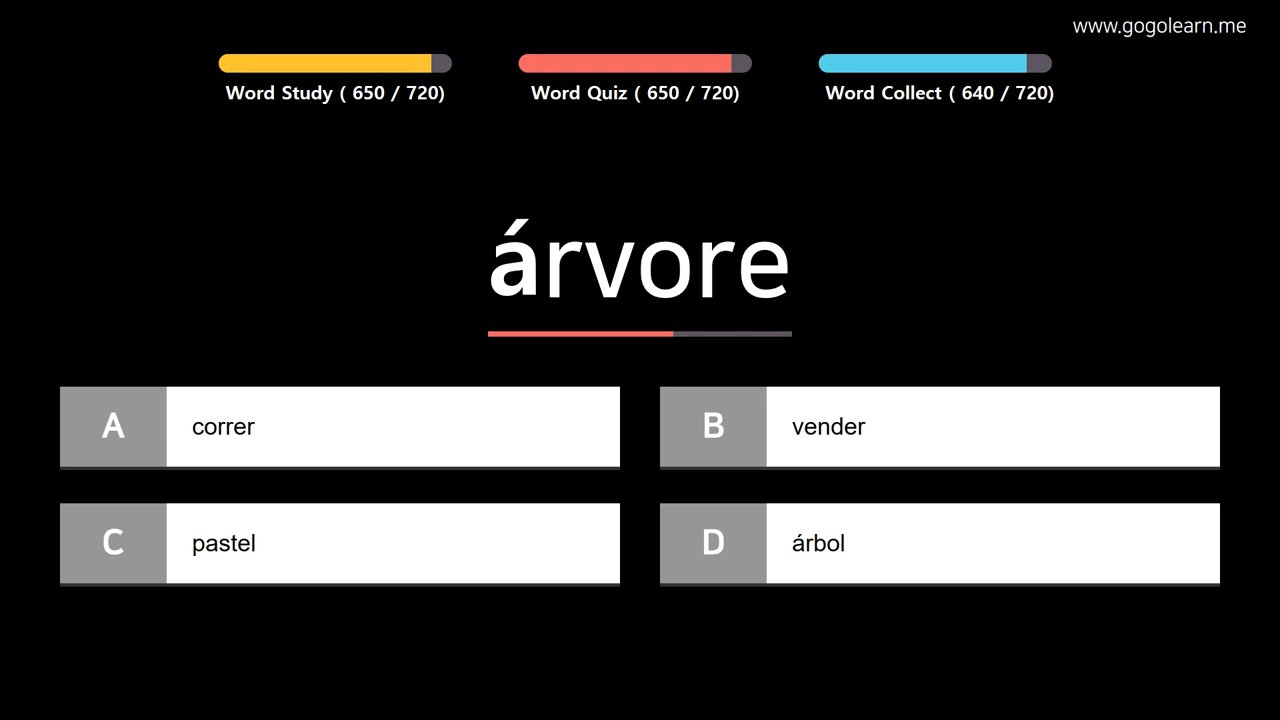 www.gogolearn.me
Word Study ( 650 / 720)
Word Quiz ( 650 / 720)
Word Collect ( 640 / 720)
árvore
A correr
B vender
C pastel
D árbol